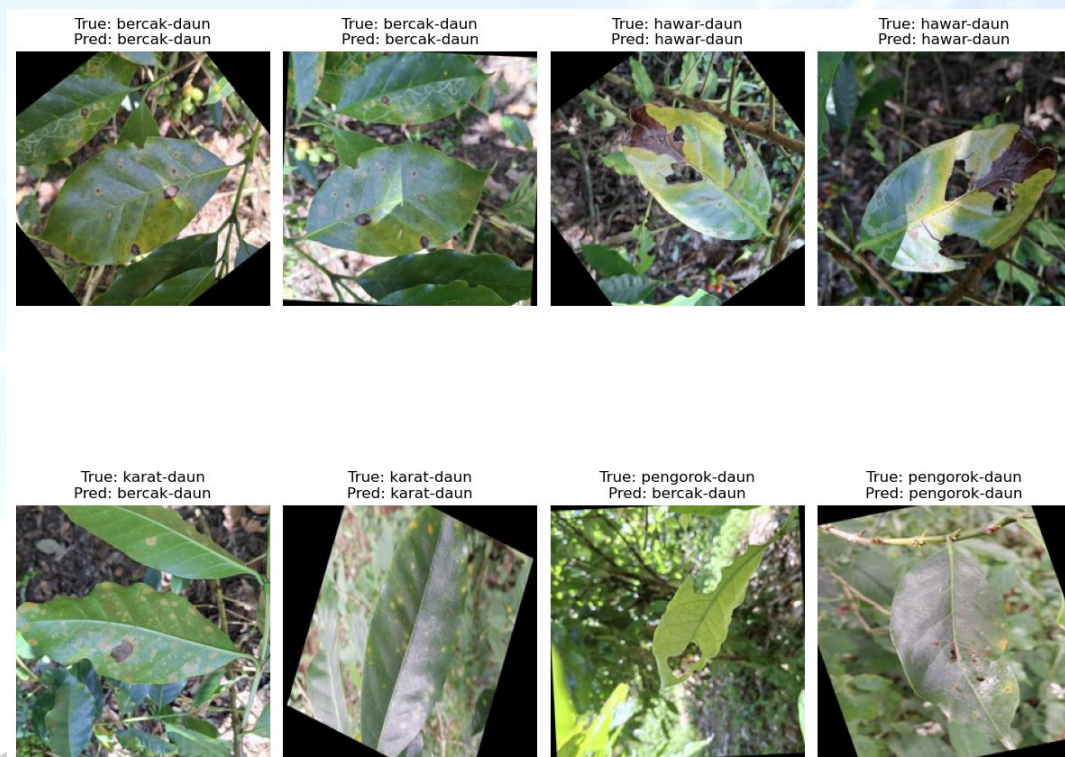 True: bercak-daun
Pred: bercak-daun
True: bercak-daun
Pred: bercak-daun
True: hawar-daun
Pred: hawar-daun
True: hawar-daun
Pred: hawar-daun
True: karat-daun
Pred: bercak-daun
True: karat-daun
Pred: karat-daun
True: pengorok-daun
Pred: bercak-daun
True: pengorok-daun
Pred: pengorok-daun